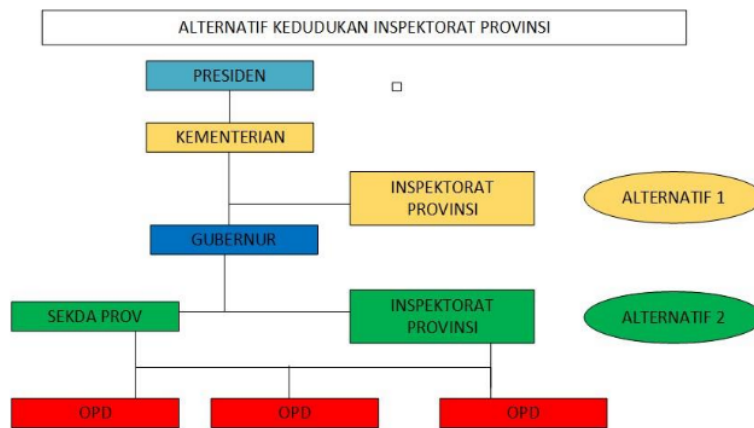 ALTERNATIF KEDUDUKAN INSPEKTORAT PROVINSI
PRESIDEN
KEMENTERIAN
INSPEKTORAT
PROVINSI
ALTERNATIF 1
GUBERNUR
SEKDA PROV
INSPEKTORAT
PROVINSI
ALTERNATIF 2
OPD
OPD
OPD